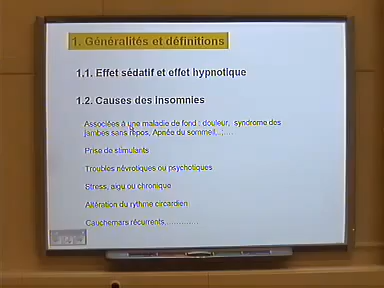 1. Généralités et définitions
1.1. Effet sédatif et effet hypnotique
1.2. Causes des insomnies
Associées à une maladie de fond : douleur, syndrome des
jambes sans repos, Apnée du sommeil,..;....
Prise de stimulants
Troubles névrotiques ou psychotiques
Stress, aigu ou chronique
Altération du rythme circardien
Cauchemars récurrents..............